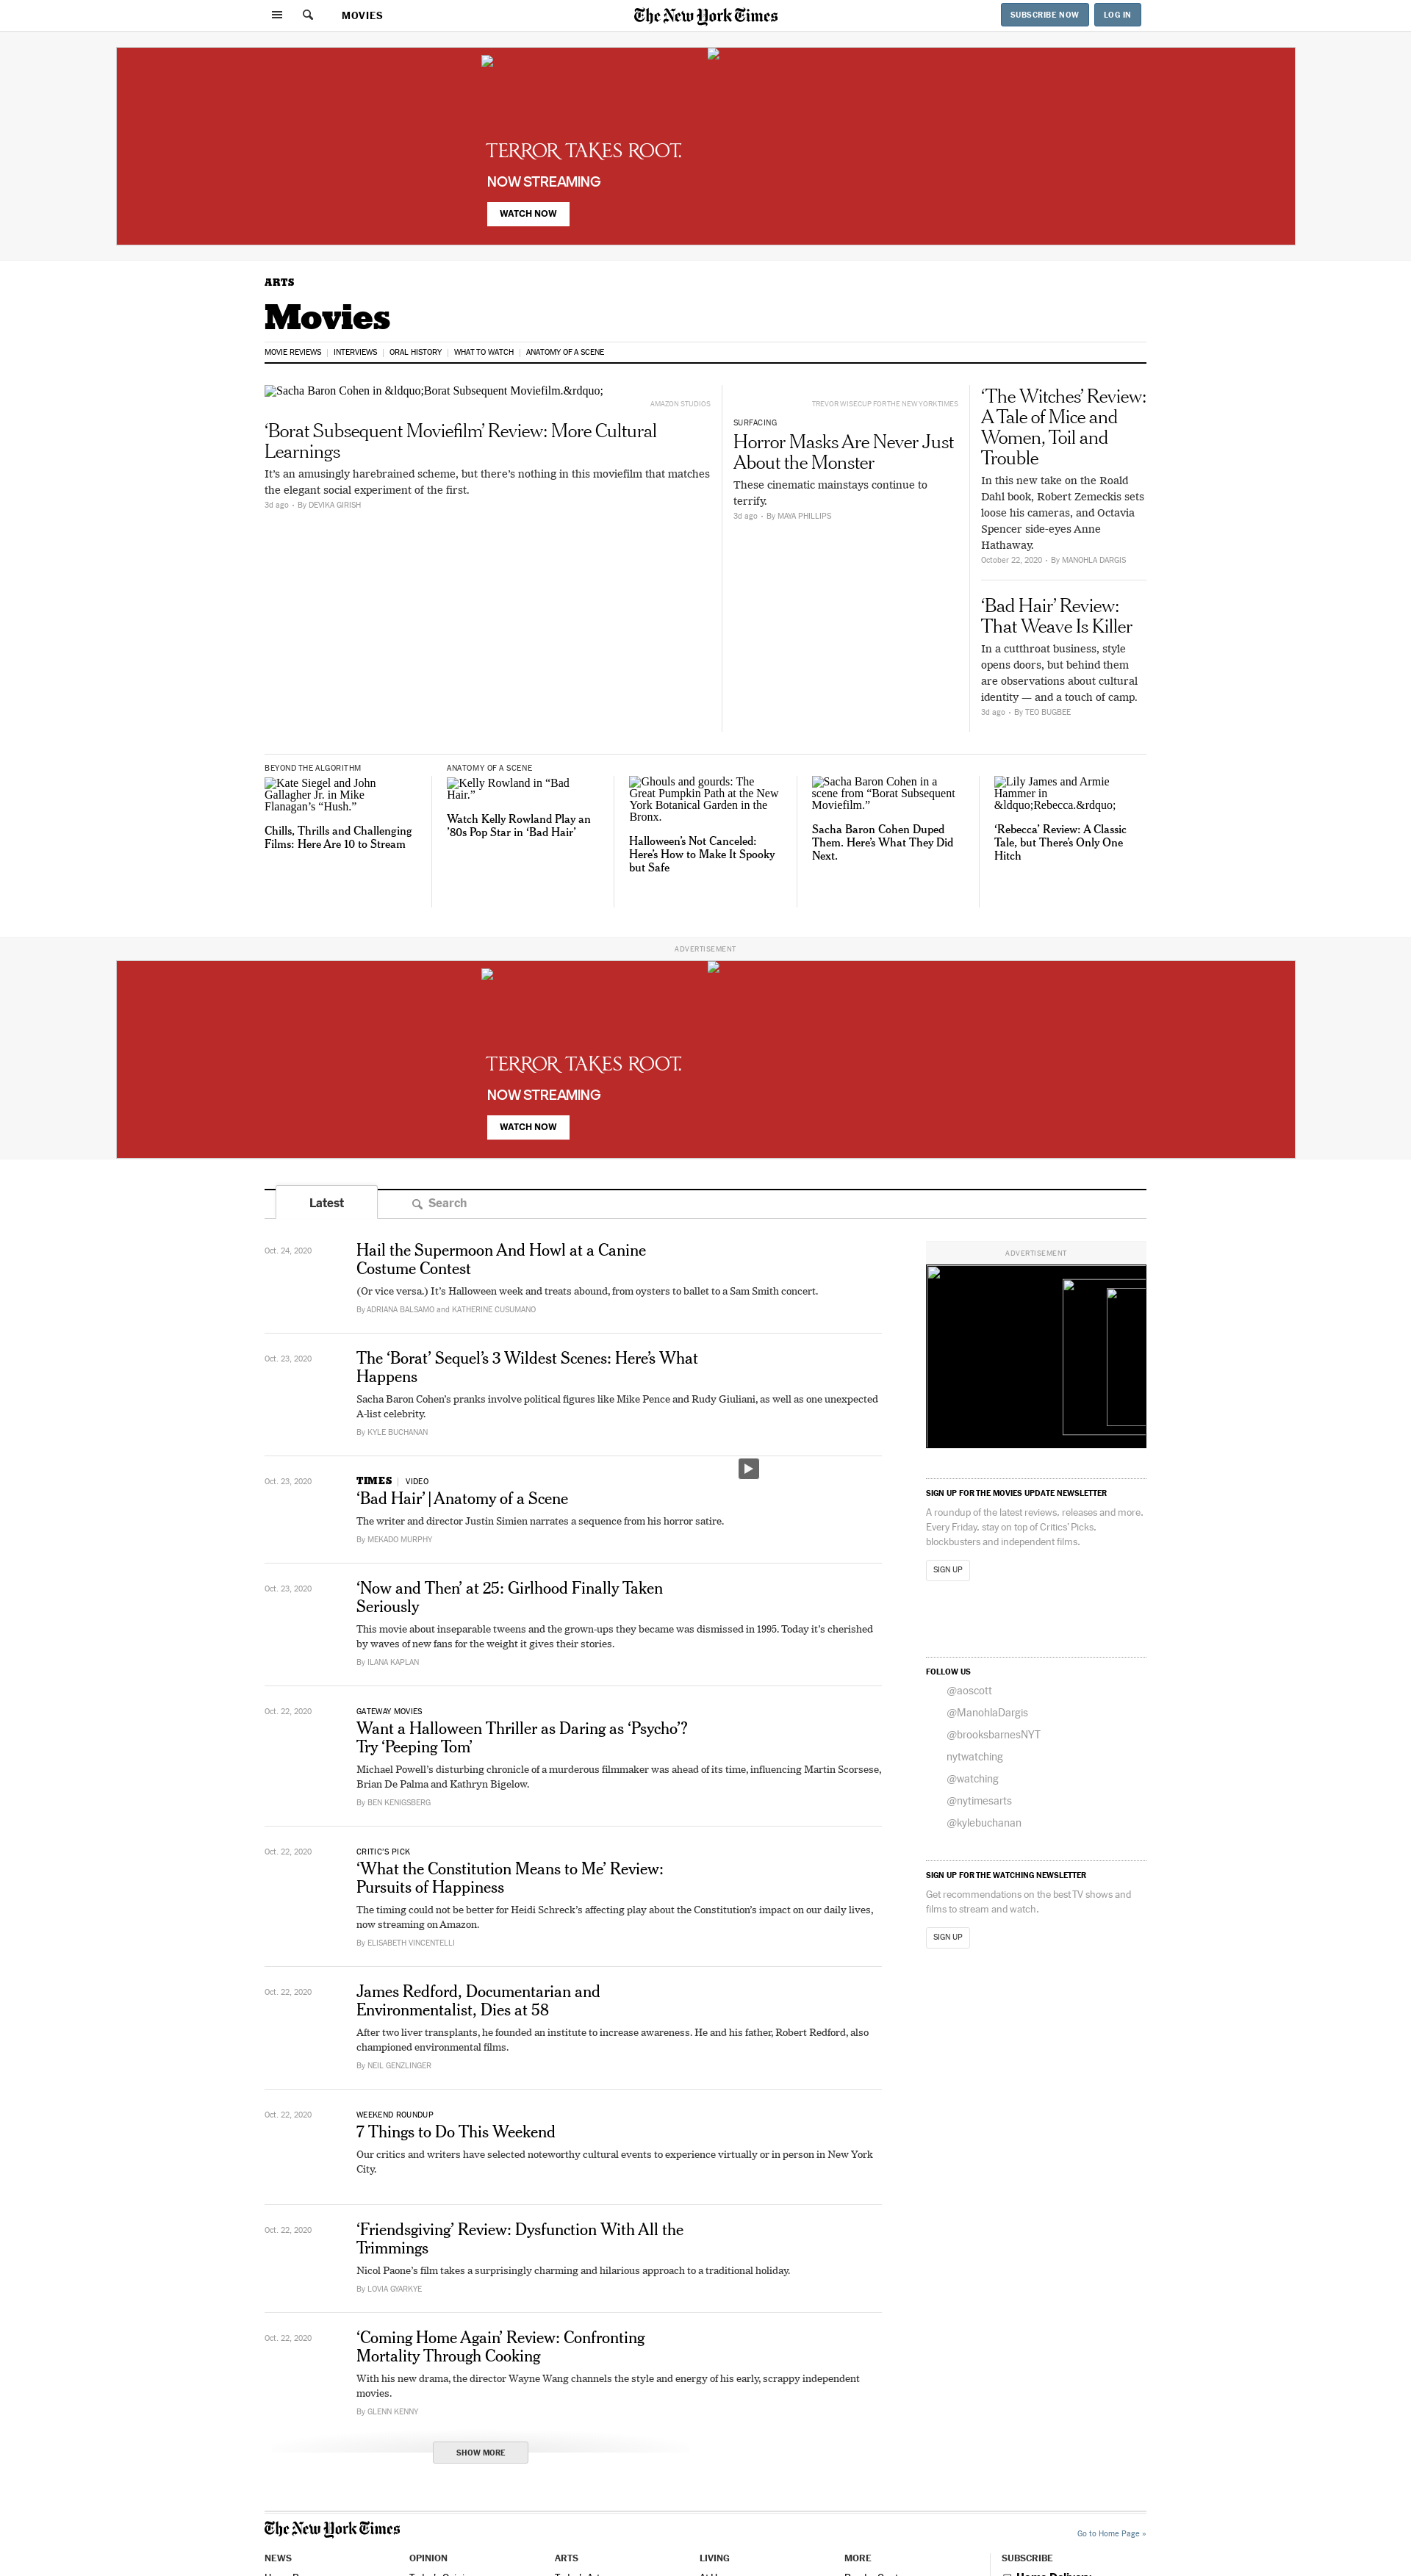 MOVIES
The New York Times
SUBSCRIBE NOW
LOG IN
TERROR TAKES ROOT.
NOW STREAMING
WATCH NOW
ARTS
Movies
MOVIE REVIEWS | INTERVIEWS | ORAL HISTORY | WHAT TO WATCH | ANATOMY OF A SCENE
Sacha Baron Cohen in &ldquo;Borat Subsequent Moviefilm.&rdquo;
AMAZON STUDIOS
‘Borat Subsequent Moviefilm’ Review: More Cultural
Learnings
It’s an amusingly harebrained scheme, but there’s nothing in this moviefilm that matches
the elegant social experiment of the first.
3d ago · By DEVIKA GIRISH
TREVOR WISECUP FOR THE NEW YORK TIMES
SURFACING
Horror Masks Are Never Just
About the Monster
These cinematic mainstays continue to
terrify.
3d ago · By MAYA PHILLIPS
‘The Witches’ Review:
A Tale of Mice and
Women, Toil and
Trouble
In this new take on the Roald
Dahl book, Robert Zemeckis sets
loose his cameras, and Octavia
Spencer side-eyes Anne
Hathaway.
October 22, 2020 · By MANOHLA DARGIS
‘Bad Hair’ Review:
That Weave Is Killer
In a cutthroat business, style
opens doors, but behind them
are observations about cultural
identity — and a touch of camp.
3d ago · By TEO BUGBEE
BEYOND THE ALGORITHM
Kate Siegel and John
Gallagher Jr. in Mike
Flanagan’s “Hush.”
Chills, Thrills and Challenging
Films: Here Are 10 to Stream
ANATOMY OF A SCENE
Kelly Rowland in “Bad
Hair.”
Watch Kelly Rowland Play an
’80s Pop Star in ‘Bad Hair’
Ghouls and gourds: The
Great Pumpkin Path at the New
York Botanical Garden in the
Bronx.
Halloween’s Not Canceled:
Here’s How to Make It Spooky
but Safe
Sacha Baron Cohen in a
scene from “Borat Subsequent
Moviefilm.”
Sacha Baron Cohen Duped
Them. Here’s What They Did
Next.
Lily James and Armie
Hammer in
&ldquo;Rebecca.&rdquo;
‘Rebecca’ Review: A Classic
Tale, but There’s Only One
Hitch
ADVERTISEMENT
TERROR TAKES ROOT.
NOW STREAMING
WATCH NOW
Latest
Search
Oct. 24, 2020
Hail the Supermoon And Howl at a Canine
Costume Contest
(Or vice versa.) It’s Halloween week and treats abound, from oysters to ballet to a Sam Smith concert.
By ADRIANA BALSAMO and KATHERINE CUSUMANO
Oct. 23, 2020
The ‘Borat’ Sequel’s 3 Wildest Scenes: Here’s What
Happens
Sacha Baron Cohen’s pranks involve political figures like Mike Pence and Rudy Giuliani, as well as one unexpected
A-list celebrity.
By KYLE BUCHANAN
Oct. 23, 2020
TIMES | VIDEO
‘Bad Hair’ | Anatomy of a Scene
The writer and director Justin Simien narrates a sequence from his horror satire.
By MEKADO MURPHY
Oct. 23, 2020
‘Now and Then’ at 25: Girlhood Finally Taken
Seriously
This movie about inseparable tweens and the grown-ups they became was dismissed in 1995. Today it’s cherished
by waves of new fans for the weight it gives their stories.
By ILANA KAPLAN
Oct. 22, 2020
GATEWAY MOVIES
Want a Halloween Thriller as Daring as ‘Psycho’?
Try ‘Peeping Tom’
Michael Powell’s disturbing chronicle of a murderous filmmaker was ahead of its time, influencing Martin Scorsese,
Brian De Palma and Kathryn Bigelow.
By BEN KENIGSBERG
Oct. 22, 2020
CRITIC’S PICK
‘What the Constitution Means to Me’ Review:
Pursuits of Happiness
The timing could not be better for Heidi Schreck’s affecting play about the Constitution’s impact on our daily lives,
now streaming on Amazon.
By ELISABETH VINCENTELLI
Oct. 22, 2020
James Redford, Documentarian and
Environmentalist, Dies at 58
After two liver transplants, he founded an institute to increase awareness. He and his father, Robert Redford, also
championed environmental films.
By NEIL GENZLINGER
Oct. 22, 2020
WEEKEND ROUNDUP
7 Things to Do This Weekend
Our critics and writers have selected noteworthy cultural events to experience virtually or in person in New York
City.
Oct. 22, 2020
‘Friendsgiving’ Review: Dysfunction With All the
Trimmings
Nicol Paone’s film takes a surprisingly charming and hilarious approach to a traditional holiday.
By LOVIA GYARKYE
Oct. 22, 2020
‘Coming Home Again’ Review: Confronting
Mortality Through Cooking
With his new drama, the director Wayne Wang channels the style and energy of his early, scrappy independent
movies.
By GLENN KENNY
SHOW MORE
ADVERTISEMENT
SIGN UP FOR THE MOVIES UPDATE NEWSLETTER
A roundup of the latest reviews, releases and more.
Every Friday, stay on top of Critics’ Picks,
blockbusters and independent films.
SIGN UP
FOLLOW US
@aoscott
@ManohlaDargis
@brooksbarnesNYT
nytwatching
@watching
@nytimesarts
@kylebuchanan
SIGN UP FOR THE WATCHING NEWSLETTER
Get recommendations on the best TV shows and
films to stream and watch.
SIGN UP
The New York Times
Go to Home Page »
NEWS
OPINION
ARTS
LIVING
MORE
SUBSCRIBE